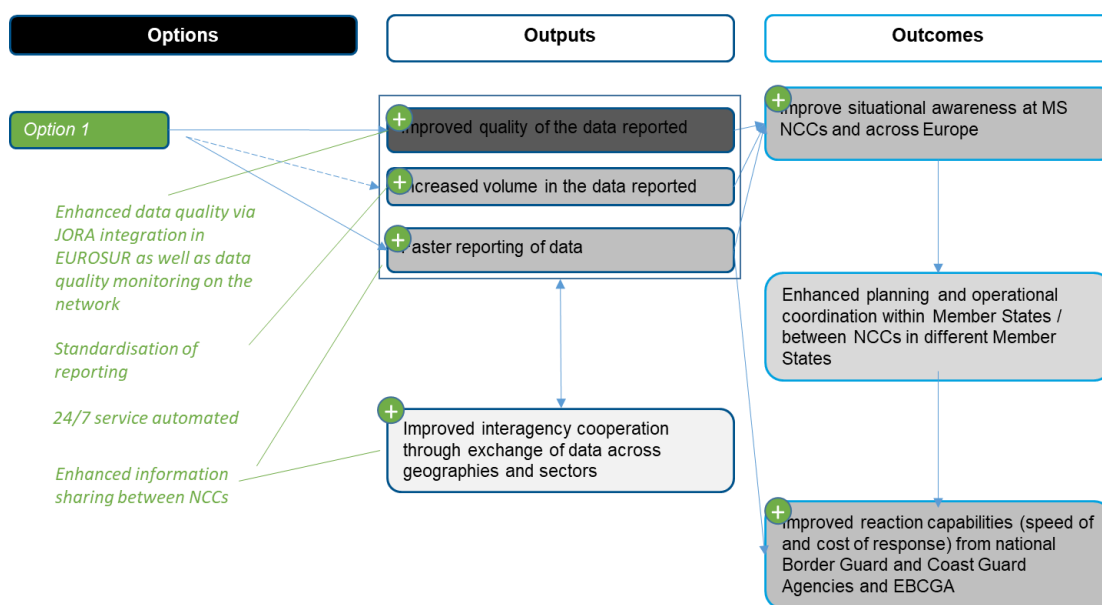 Options
Outputs
Outcomes
Option 1
Enhanced data quality via
JORA integration in
EUROSUR as well as data
quality monitoring on the
network
Standardisation of
reporting
24/7 service automated
Enhanced information
sharing between NCCs
+
Improved quality of the data reported
+
Increased volume in the data reported
+
Faster reporting of data
+
Improved interagency cooperation
through exchange of data across
geographies and sectors
+
Improve situational awareness at MS
NCCs and across Europe
Enhanced planning and operational
coordination within Member States /
between NCCs in different Member
States
+
Improved reaction capabilities (speed of
and cost of response) from national
Border Guard and Coast Guard
Agencies and EBCGA